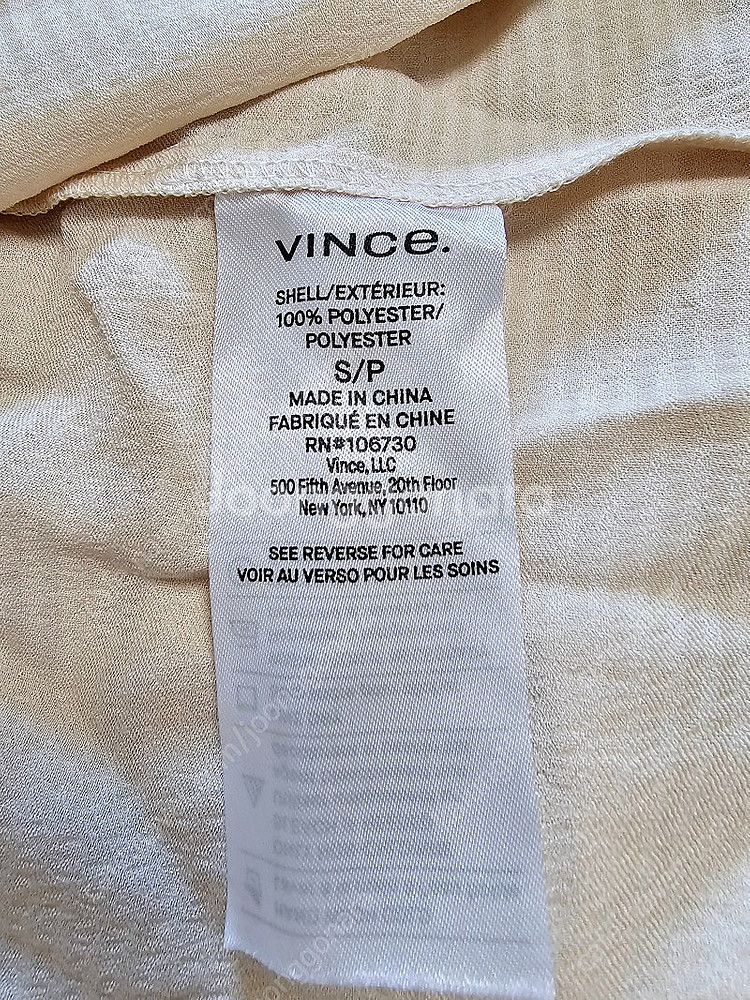 VINCe.
SHELL/EXTÉRIEUR:
100% POLYESTER/
POLYESTER
S/P
MADE IN CHINA
FABRIQUÉ EN CHINE
RN#106730
Vince, LLC
500 Fifth Avenue, 20th Floor
New York, NY 10110
SEE REVERSE FOR CARE
VOIR AU VERSO POUR LES SOINS